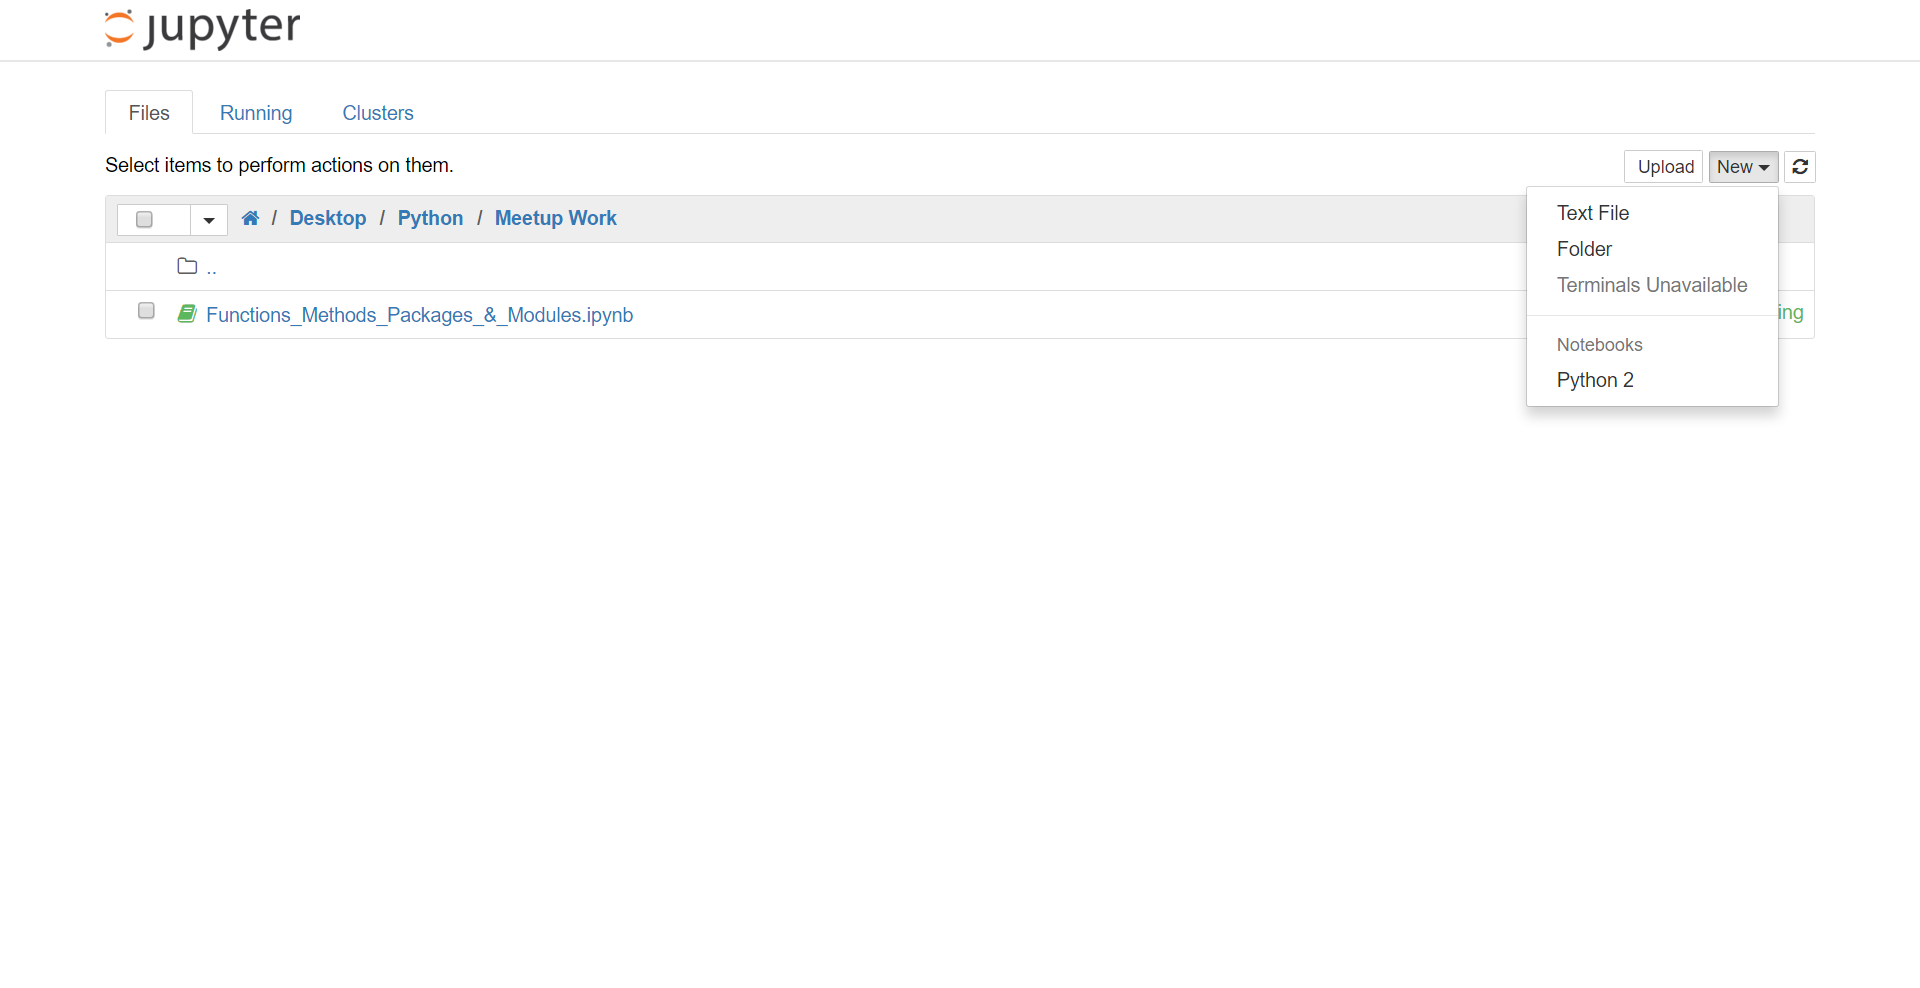 jupyter
Files Running Clusters
Select items to perform actions on them.
Upload New
/ Desktop / Python / Meetup Work
Text File
Folder
Terminals Unavailable
..
Functions_Methods_Packages_&_Modules.ipynb
ing
Notebooks
Python 2